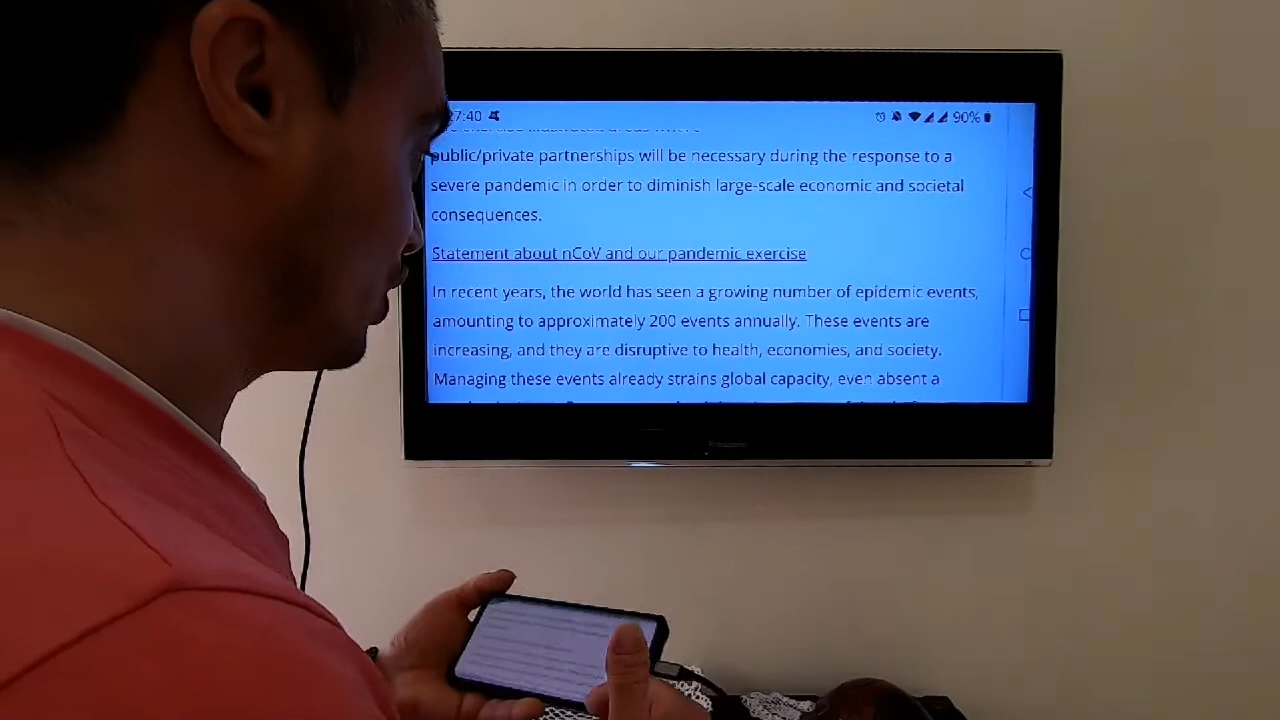 27:40 90%
public/private partnerships will be necessary during the response to a
severe pandemic in order to diminish large-scale economic and societal
consequences.
Statement about nCoV and our pandemic exercise
In recent years, the world has seen a growing number of epidemic events,
amounting to approximately 200 events annually. These events are
increasing, and they are disruptive to health, economies, and society.
Managing these events already strains global capacity, even absent a